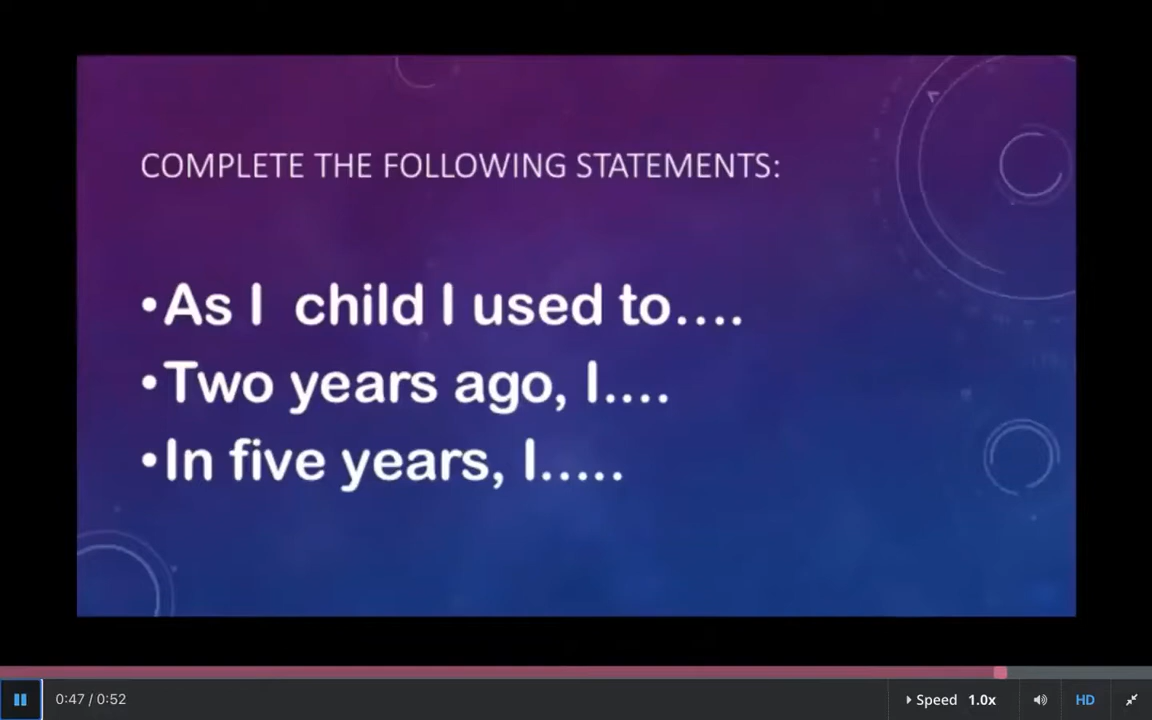 COMPLETE THE FOLLOWING STATEMENTS:
•As I child I used to....
•Two years ago, I....
•In five years, I.....
0:47 / 0:52
Speed 1.0x
HD